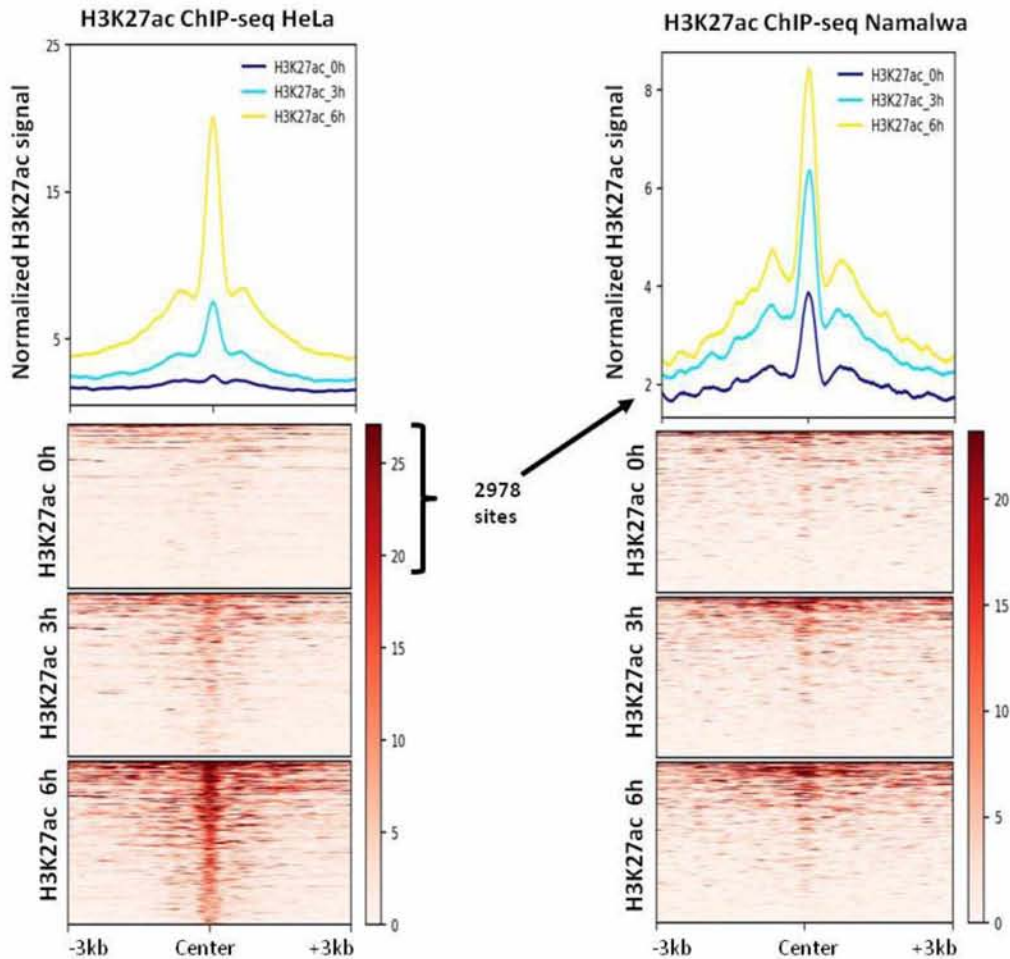 H3K27ac ChIP-seq HeLa
25
15
5
Normalized H3K27ac signal
H3K27ac_0h
H3K27ac_3h
H3K27ac_6h
H3K27ac 0h
H3K27ac 3h
H3K27ac 6h
25
20
15
10
5
0
-3kb Center +3kb
2978
sites
H3K27ac ChIP-seq Namalwa
8
6
4
2
Normalized H3K27ac signal
H3K27ac_0h
H3K27ac_3h
H3K27ac_6h
H3K27ac 0h
H3K27ac 3h
H3K27ac 6h
20
15
10
5
0
-3kb Center +3kb